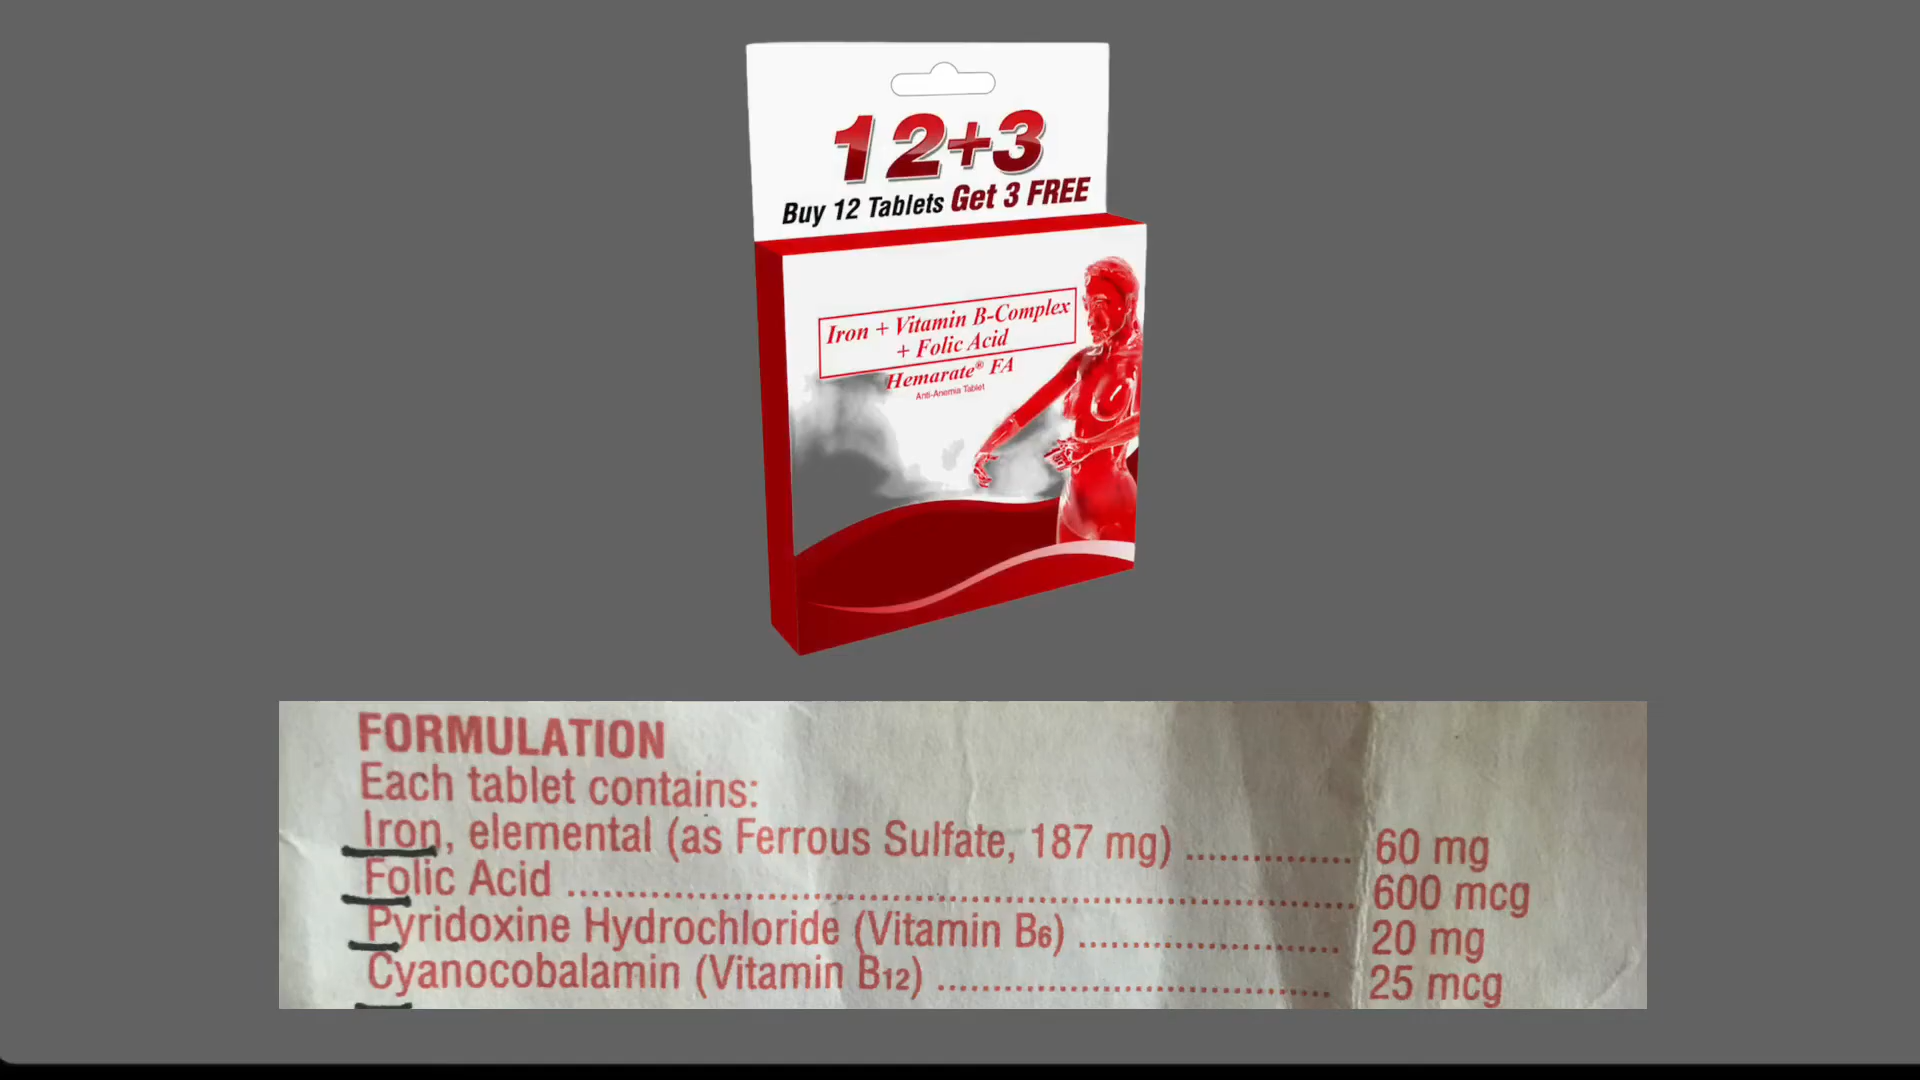 12+3
Buy 12 Tablets Get 3 FREE
Iron + Vitamin B-Complex
+ Folic Acid
Hemarate® FA
Anti-Anemia Tablet
FORMULATION
Each tablet contains:
Iron, elemental (as Ferrous Sulfate, 187 mg) .............. 60 mg
Folic Acid ........................................................................ 600 mcg
Pyridoxine Hydrochloride (Vitamin B6) ...................... 20 mg
Cyanocobalamin (Vitamin B12) ................................... 25 mcg